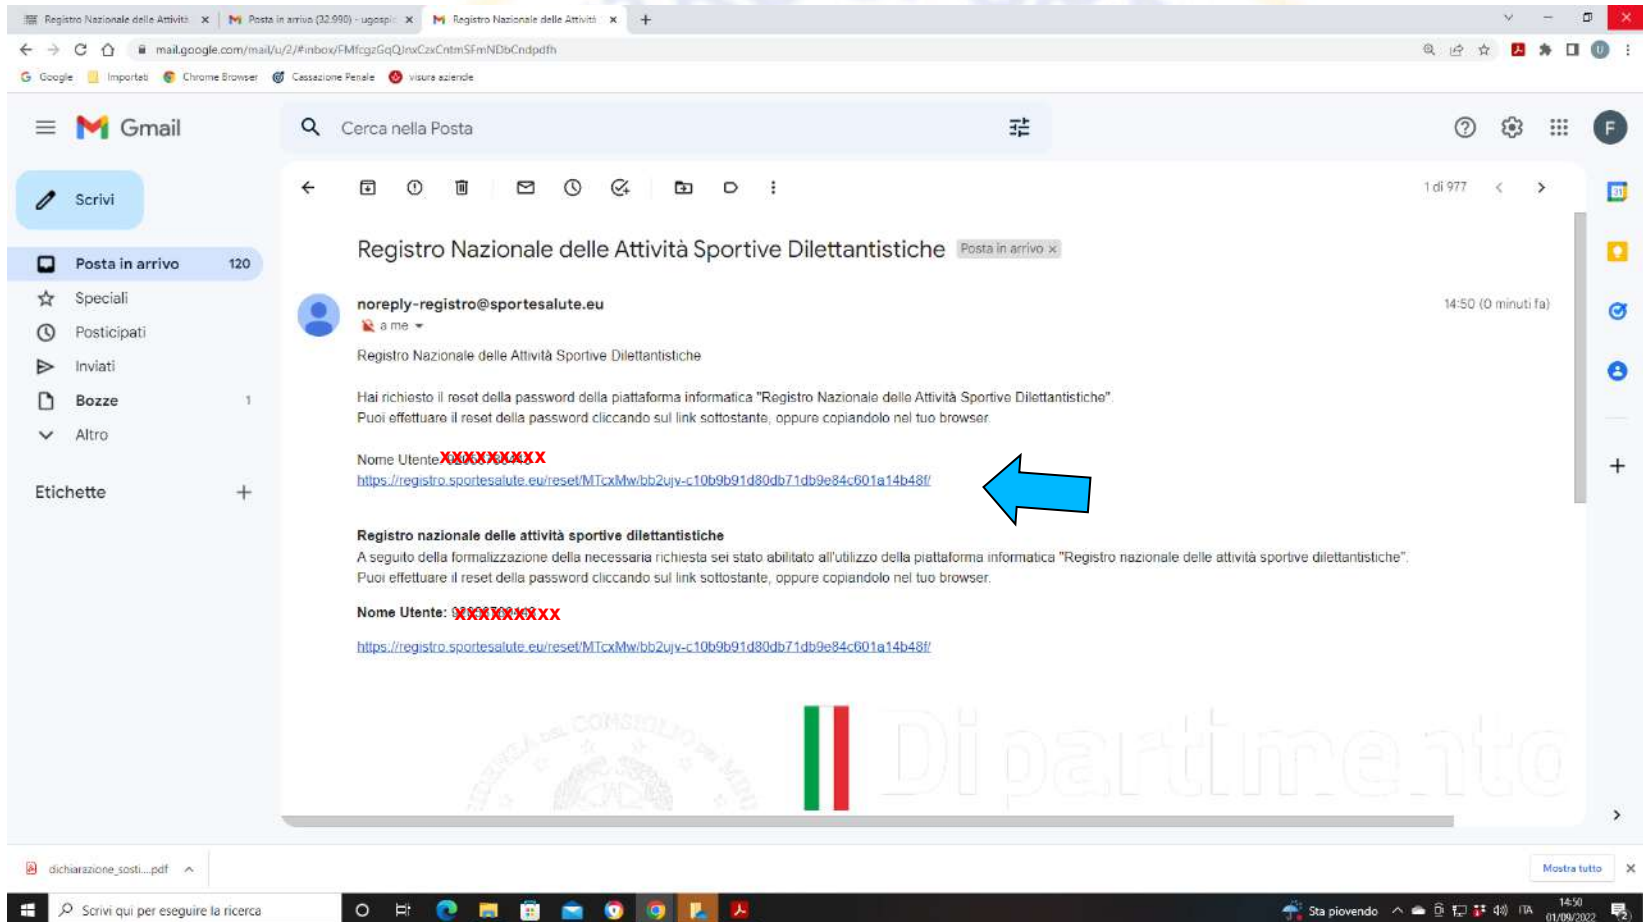 Registro Nazionale delle Attività
Posta in arrivo (32.990) - ugospic
Registro Nazionale delle Attività
mail.google.com/mail/u/2/#inbox/FMfcgzGqQJnxCzxCntmSFmNDbCndpdfh
Google Importati Chrome Browser Cassazione Penale visura aziende
Gmail
Cerca nella Posta
F
Scrivi
1 di 977
31
Registro Nazionale delle Attività Sportive Dilettantistiche Posta in arrivo x
Posta in arrivo 120
Speciali
Posticipati
Inviati
Bozze 1
Altro
Etichette
noreply-registro@sportesalute.eu
14:50 (0 minuti fa)
a me
Registro Nazionale delle Attività Sportive Dilettantistiche
Hai richiesto il reset della password della piattaforma informatica "Registro Nazionale delle Attività Sportive Dilettantistiche".
Puoi effettuare il reset della password cliccando sul link sottostante, oppure copiandolo nel tuo browser.
Nome Utente XXXXXXXXX
https://registro.sportesalute.eu/reset/MTcxMw/bb2ujv-c10b9b91d80db71db9e84c601a14b48f/
Registro nazionale delle attività sportive dilettantistiche
A seguito della formalizzazione della necessaria richiesta sei stato abilitato all'utilizzo della piattaforma informatica "Registro nazionale delle attività sportive dilettantistiche".
Puoi effettuare il reset della password cliccando sul link sottostante, oppure copiandolo nel tuo browser.
Nome Utente: XXXXXXXXX
https://registro.sportesalute.eu/reset/MTcxMw/bb2ujv-c10b9b91d80db71db9e84c601a14b48f/
Dipartimento
dichiarazione_sosti....pdf
Mostra tutto
Scrivi qui per eseguire la ricerca
Sta piovendo
ITA
14:50
01/09/2022